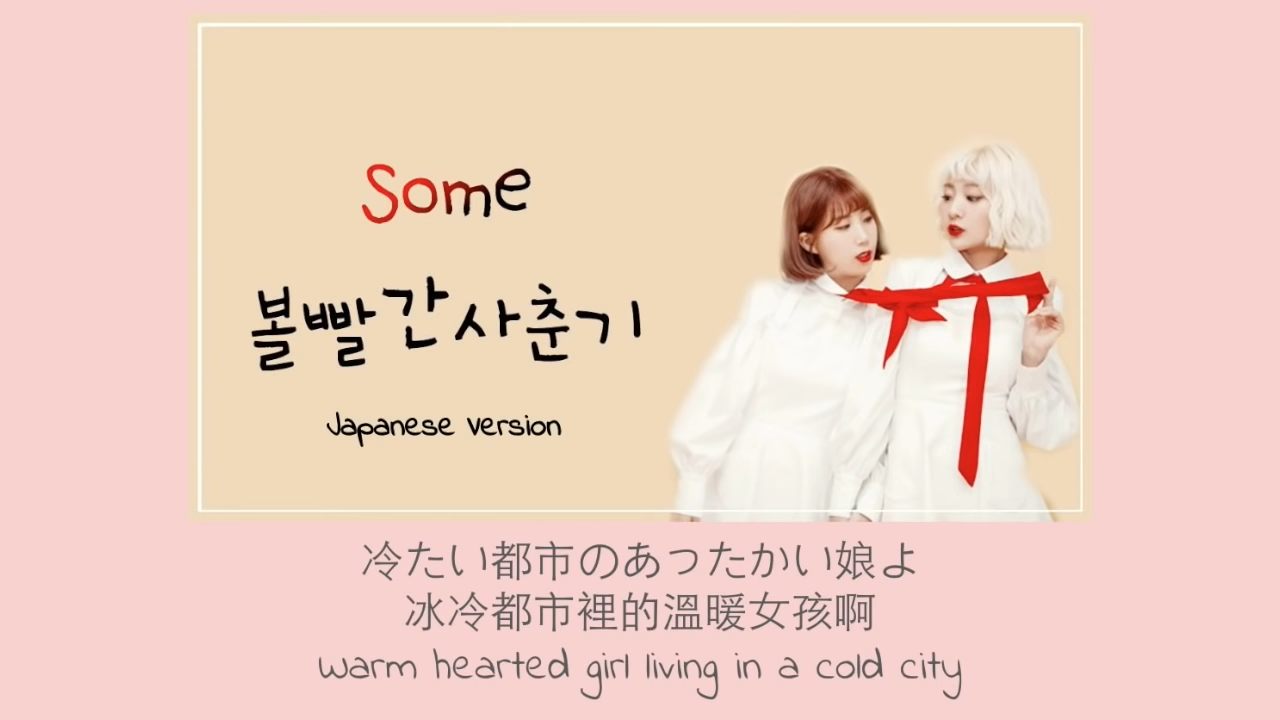 Some
볼빨간사춘기
Japanese version
冷たい都市のあったかい娘よ
冰冷都市裡的溫暖女孩啊
warm hearted girl living in a cold city